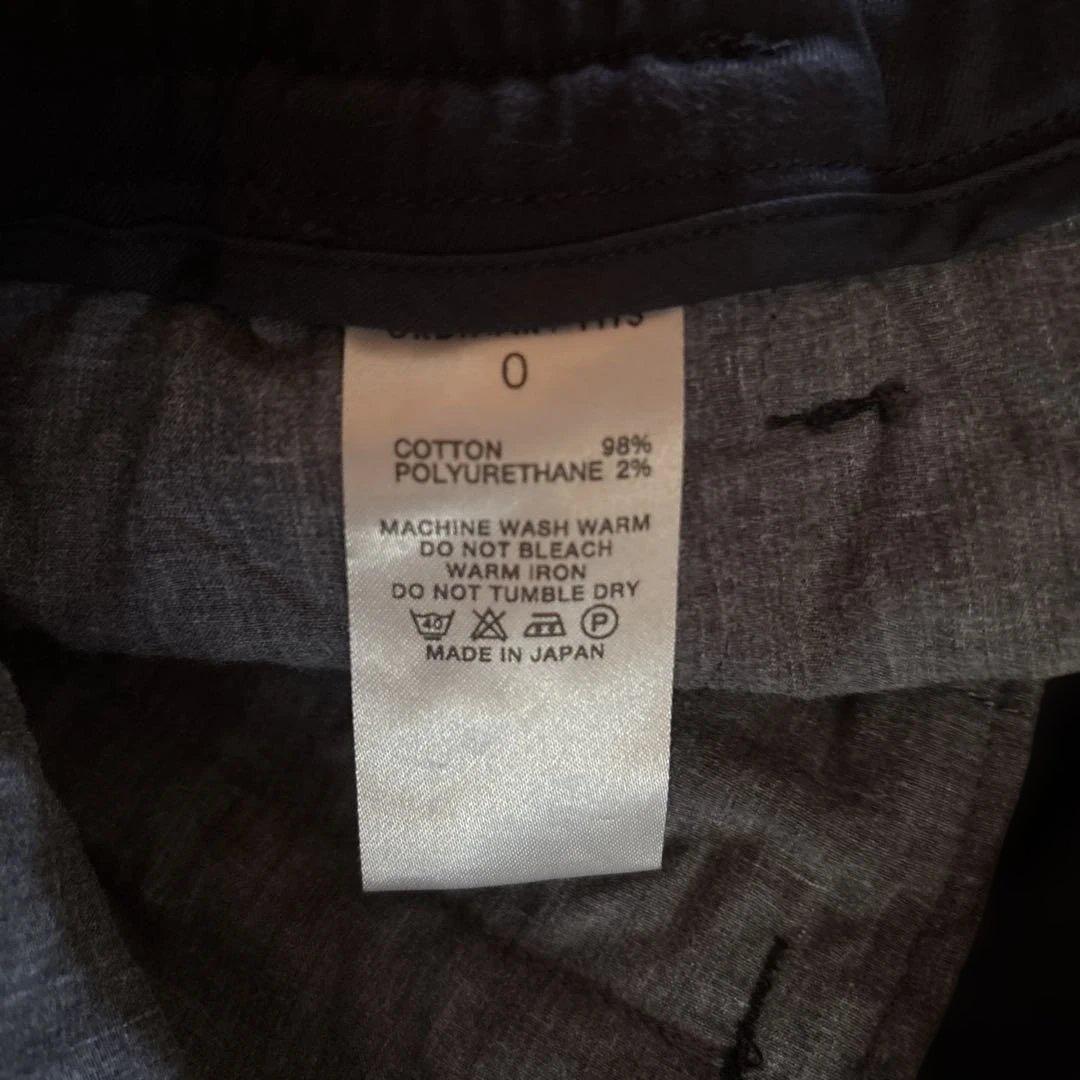 0
COTTON 98%
POLYURETHANE 2%
MACHINE WASH WARM
DO NOT BLEACH
WARM IRON
DO NOT TUMBLE DRY
40 P
MADE IN JAPAN